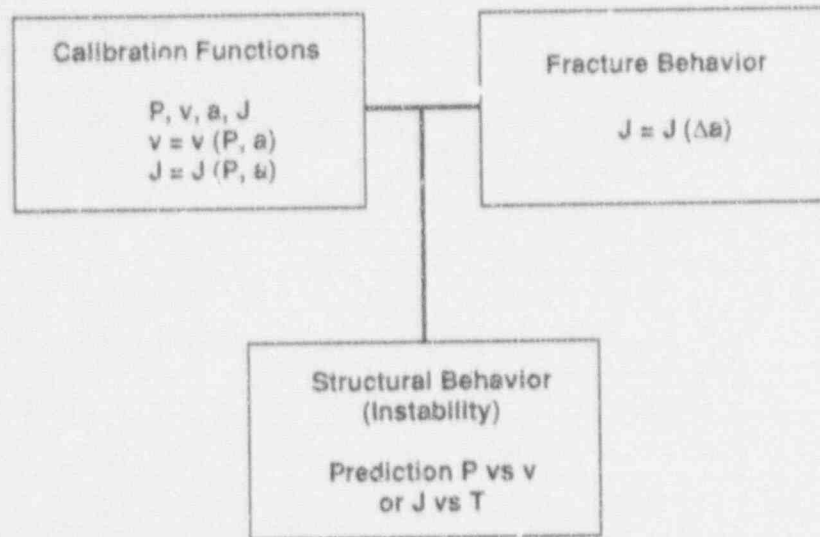 Calibration Functions
P, v, a, J
v = v (P, a)
J = J (P, a)
Fracture Behavior
J = J (Δa)
Structural Behavior
(Instability)
Prediction P vs v
or J vs T